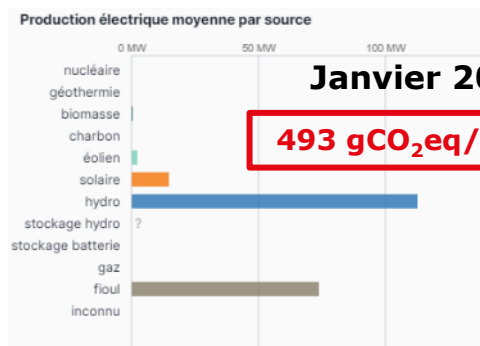 Production électrique moyenne par source
0 MW 50 MW 100 MW
Janvier 20
493 gCO₂eq/
nucléaire
géothermie
biomasse
charbon
éolien
solaire
hydro
stockage hydro ?
stockage batterie
gaz
fioul
inconnu